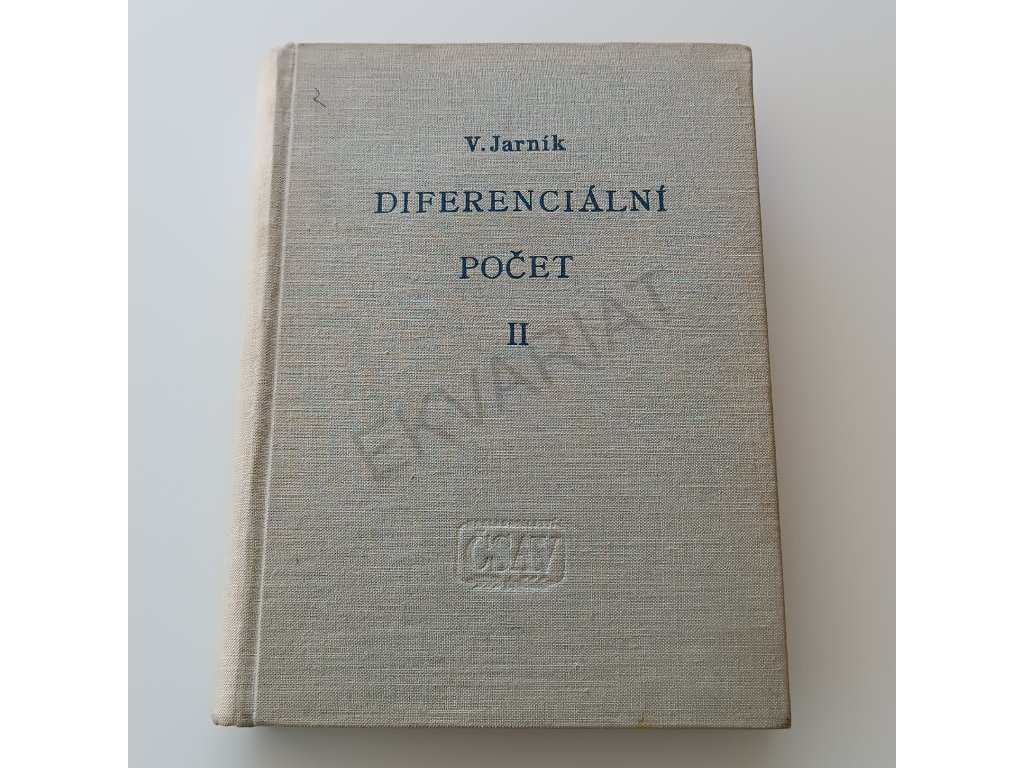 V. Jarník
DIFERENCIÁLNÍ
POČET
II
EKVARIAT
ČSAV